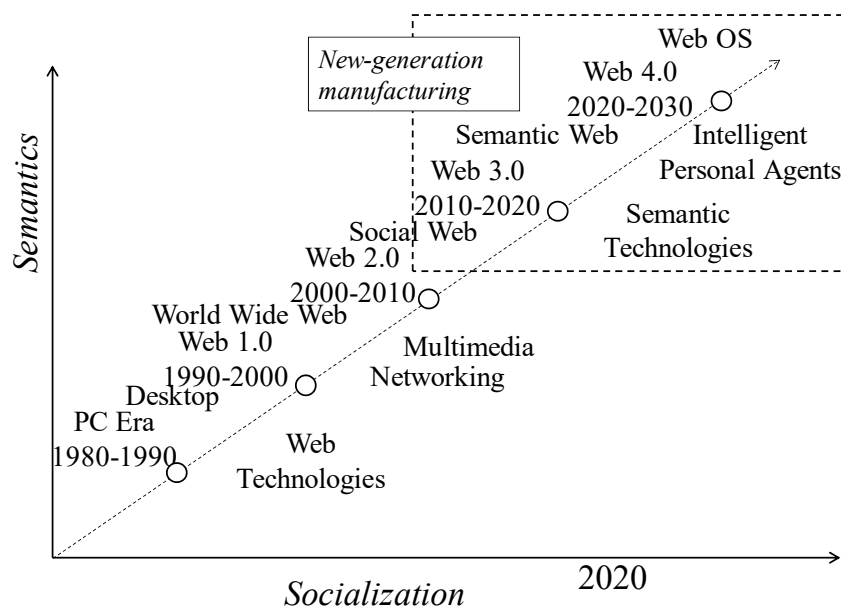 Web OS
New-generation
manufacturing
Web 4.0
2020-2030
Semantic Web
Intelligent
Personal Agents
Web 3.0
2010-2020
Semantic
Technologies
Social Web
Web 2.0
2000-2010
World Wide Web
Web 1.0
1990-2000
Multimedia
Networking
Desktop
PC Era
1980-1990
Web
Technologies
Semantics
Socialization
2020